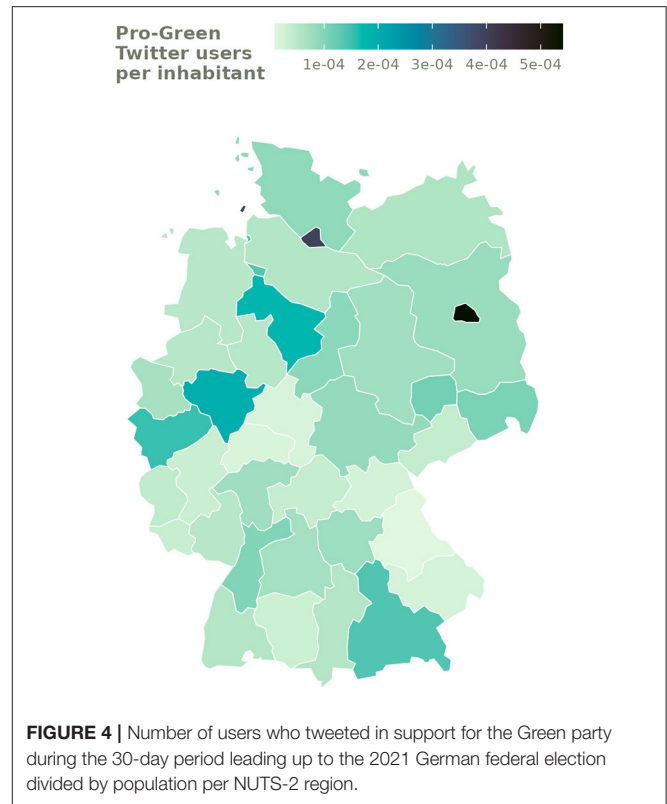 Pro-Green
Twitter users
per inhabitant
1e-04 2e-04 3e-04 4e-04 5e-04
FIGURE 4 | Number of users who tweeted in support for the Green party
during the 30-day period leading up to the 2021 German federal election
divided by population per NUTS-2 region.